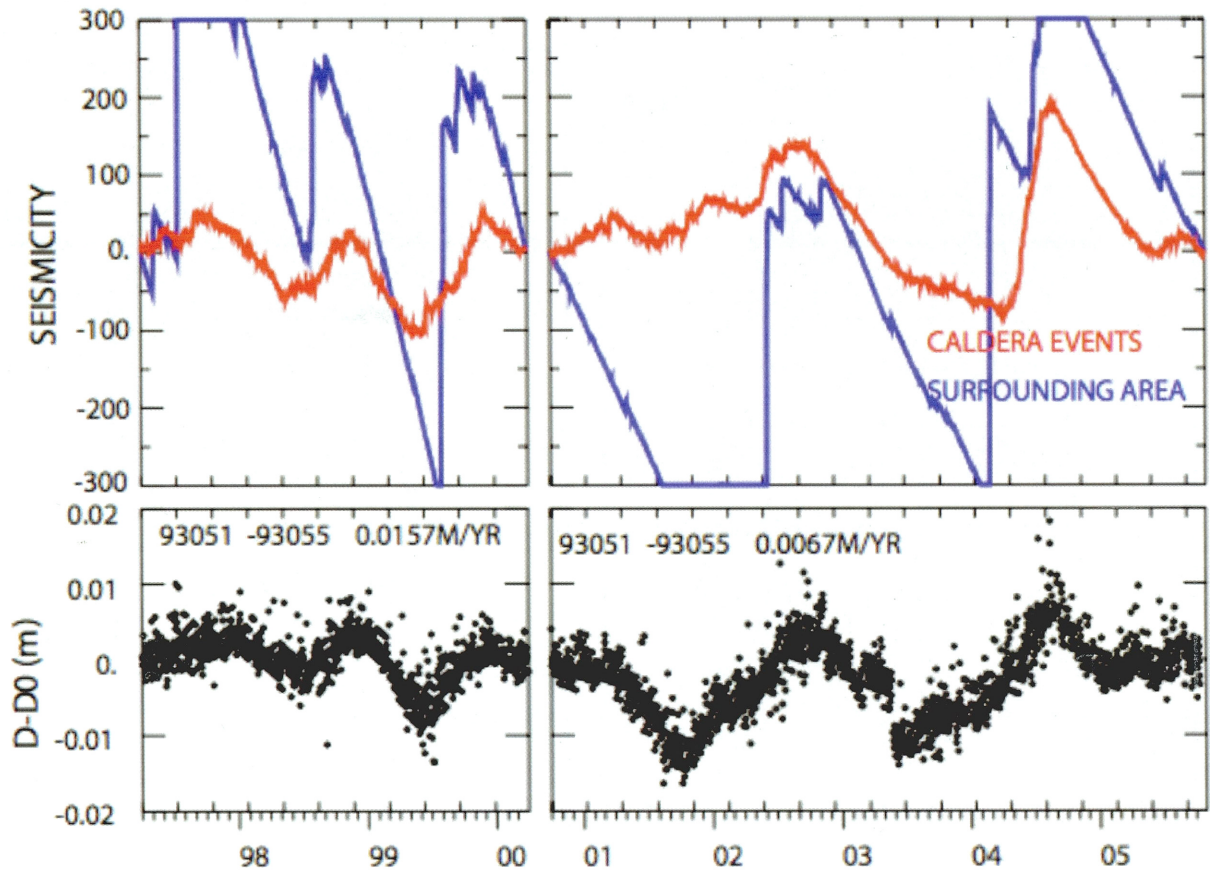 300
200
100
0.
-100
-200
-300
SEISMICITY
CALDERA EVENTS
SURROUNDING AREA
0.02
0.01
0.
-0.01
-0.02
D-D0 (m)
93051 -93055 0.0157M/YR
93051 -93055 0.0067M/YR
98 99 00 01 02 03 04 05